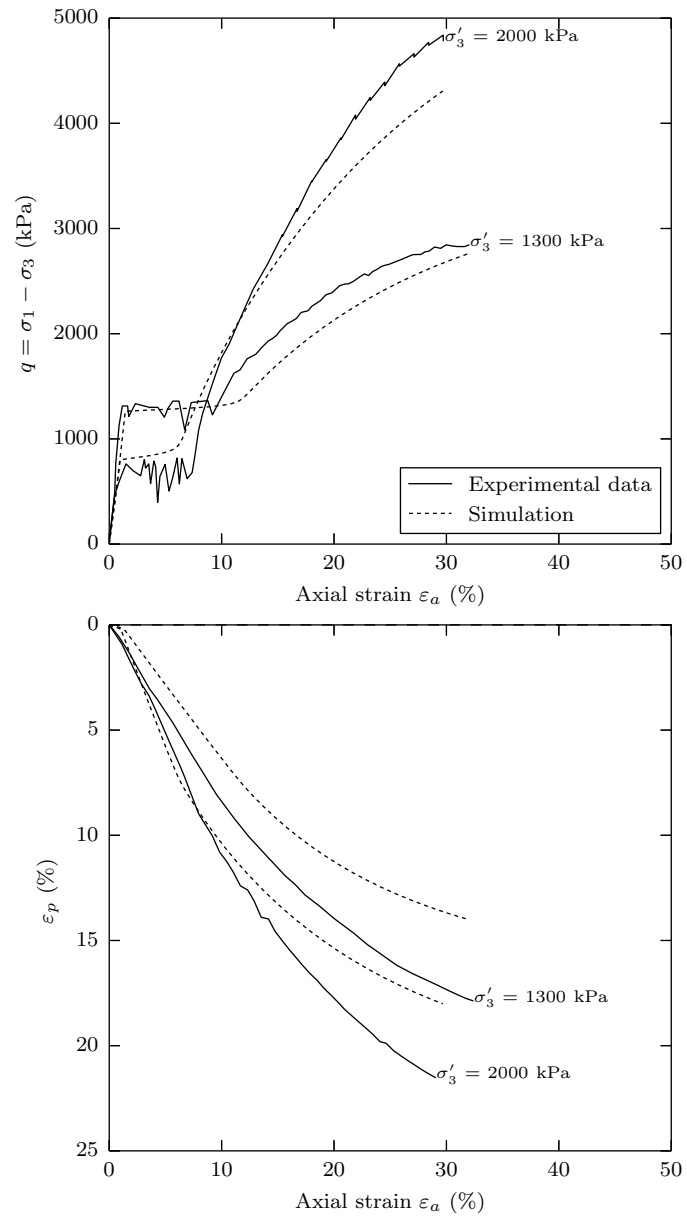 5000
4000
3000
2000
1000
0
q = σ₁ − σ₃ (kPa)
σ′₃ = 2000 kPa
σ′₃ = 1300 kPa
Experimental data
Simulation
0 10 20 30 40 50
Axial strain εₐ (%)
0
5
10
15
20
25
εₚ (%)
σ′₃ = 1300 kPa
σ′₃ = 2000 kPa
0 10 20 30 40 50
Axial strain εₐ (%)